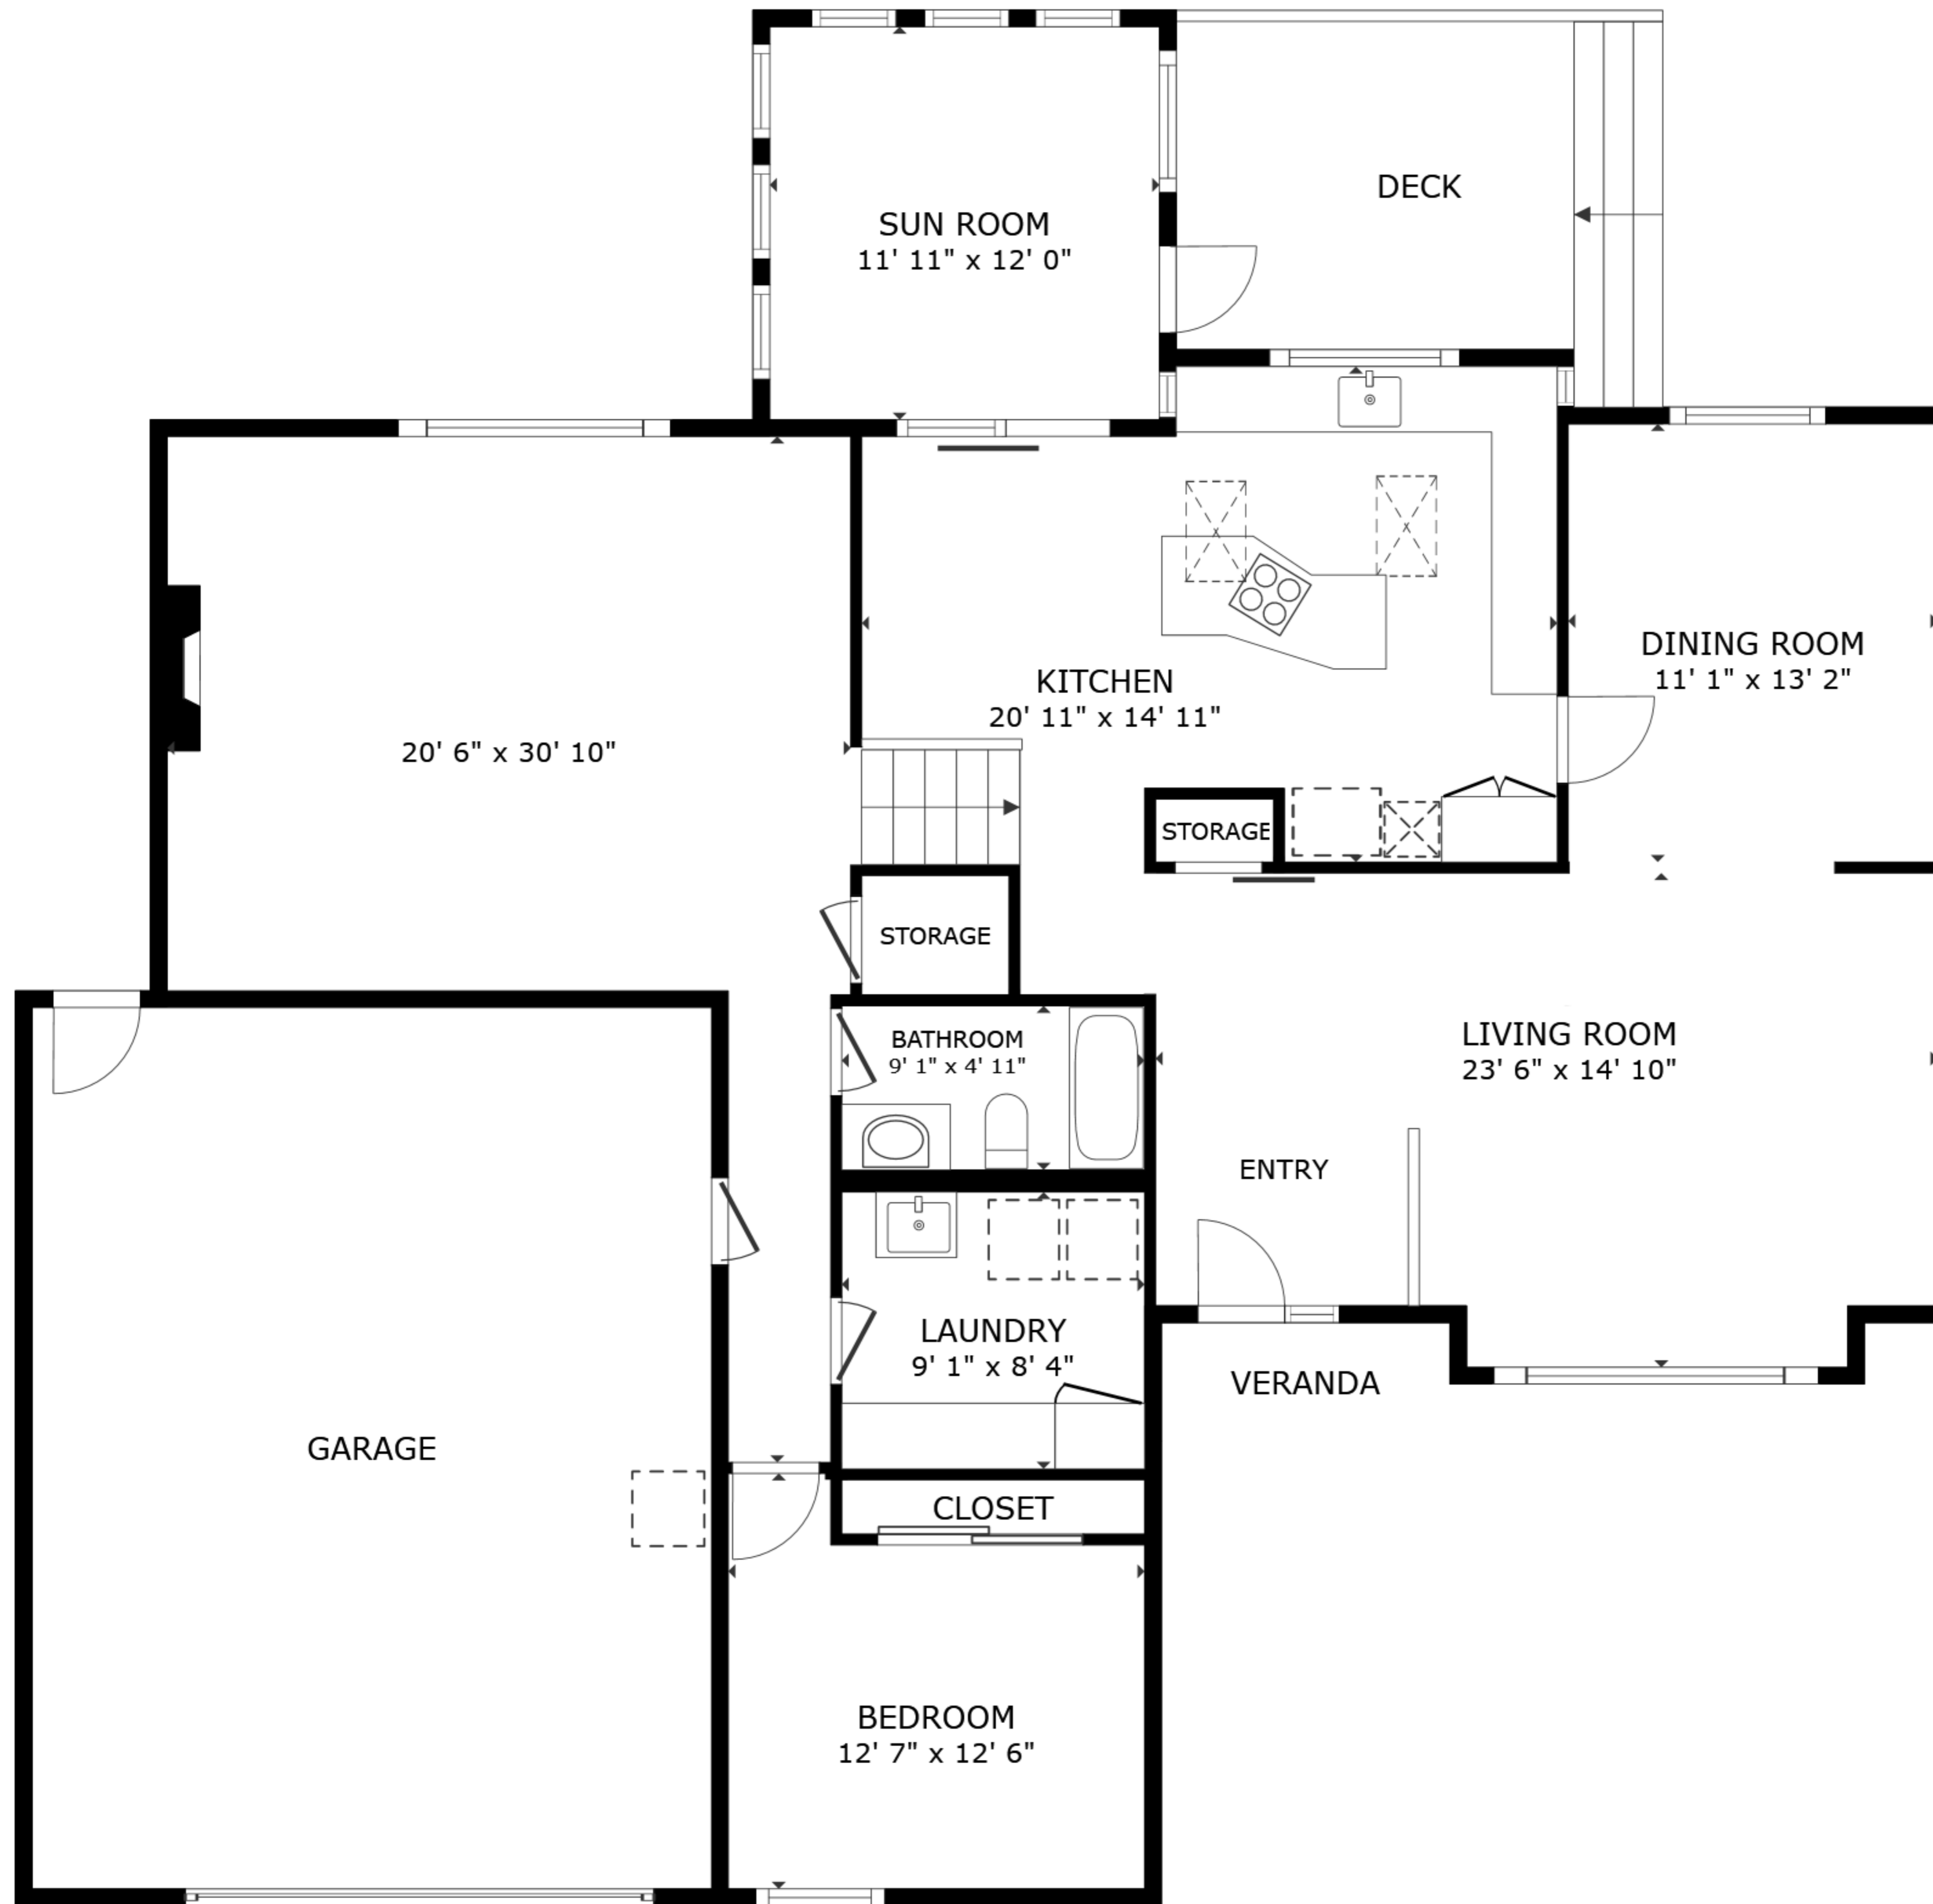 DECK
SUN ROOM
11' 11" x 12' 0"
DINING ROOM
11' 1" x 13' 2"
KITCHEN
20' 11" x 14' 11"
20' 6" x 30' 10"
STORAGE
STORAGE
BATHROOM
9' 1" x 4' 11"
LIVING ROOM
23' 6" x 14' 10"
ENTRY
LAUNDRY
9' 1" x 8' 4"
VERANDA
GARAGE
CLOSET
BEDROOM
12' 7" x 12' 6"